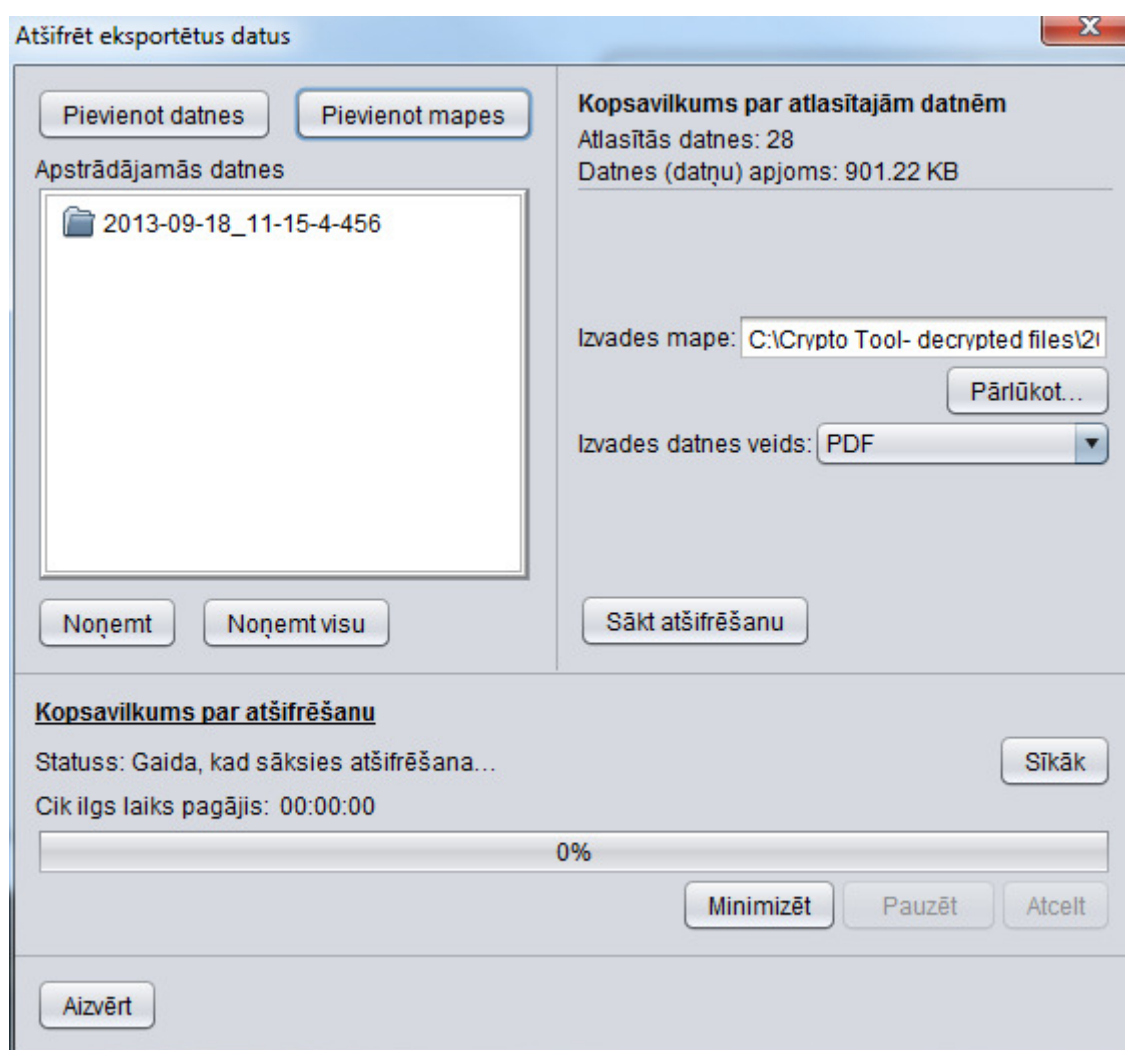 Atšifrēt eksportētus datus
Pievienot datnes
Pievienot mapes
Apstrādājamās datnes
2013-09-18_11-15-4-456
Noņemt
Noņemt visu
Kopsavilkums par atlasītajām datnēm
Atlasītās datnes: 28
Datnes (datņu) apjoms: 901.22 KB
Izvades mape: C:\Crypto Tool- decrypted files\2
Pārlūkot...
Izvades datnes veids: PDF
Sākt atšifrēšanu
Kopsavilkums par atšifrēšanu
Statuss: Gaida, kad sāksies atšifrēšana...
Sīkāk
Cik ilgs laiks pagājis: 00:00:00
0%
Minimizēt
Pauzēt
Atcelt
Aizvērt